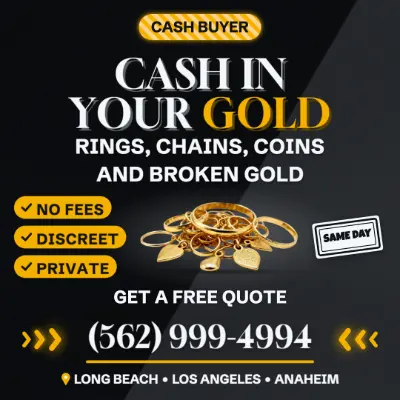 CASH BUYER
CASH IN
YOUR GOLD
RINGS, CHAINS, COINS
AND BROKEN GOLD
NO FEES
DISCREET
PRIVATE
SAME DAY
GET A FREE QUOTE
(562) 999-4994
LONG BEACH • LOS ANGELES • ANAHEIM